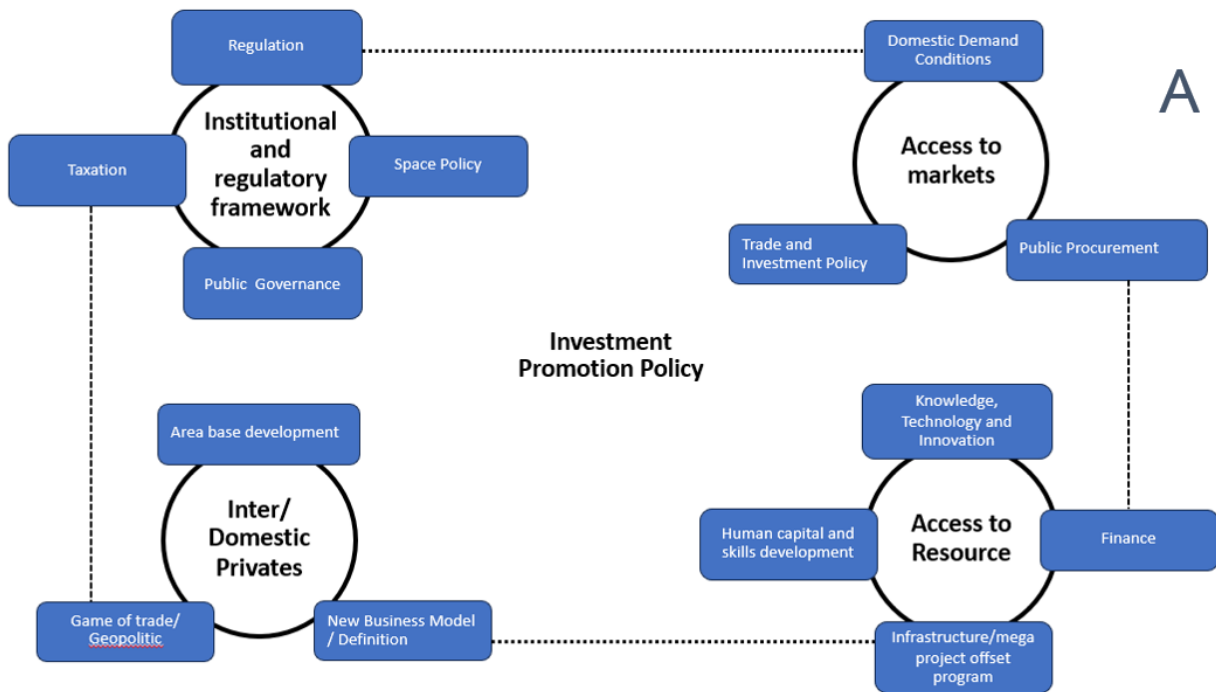 Regulation
Institutional
and
regulatory
framework
Taxation
Space Policy
Public Governance
Domestic Demand
Conditions
A
Access to
markets
Trade and
Investment Policy
Public Procurement
Investment
Promotion Policy
Area base development
Inter/
Domestic
Privates
Game of trade/
Geopolitic
New Business Model
/ Definition
Knowledge,
Technology and
Innovation
Human capital and
skills development
Access to
Resource
Finance
Infrastructure/mega
project offset
program